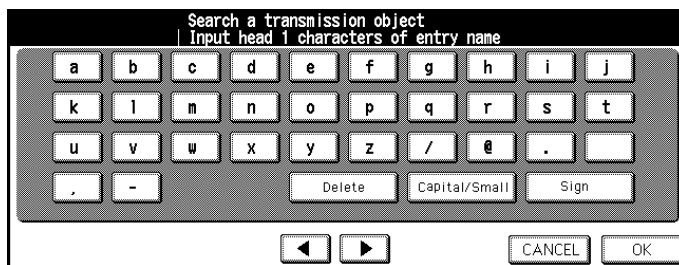 Search a transmission object
| Input head 1 characters of entry name
a b c d e f g h i j
k l m n o p q r s t
u v w x y z / @ .
, - Delete Capital/Small Sign
◀ ▶ CANCEL OK